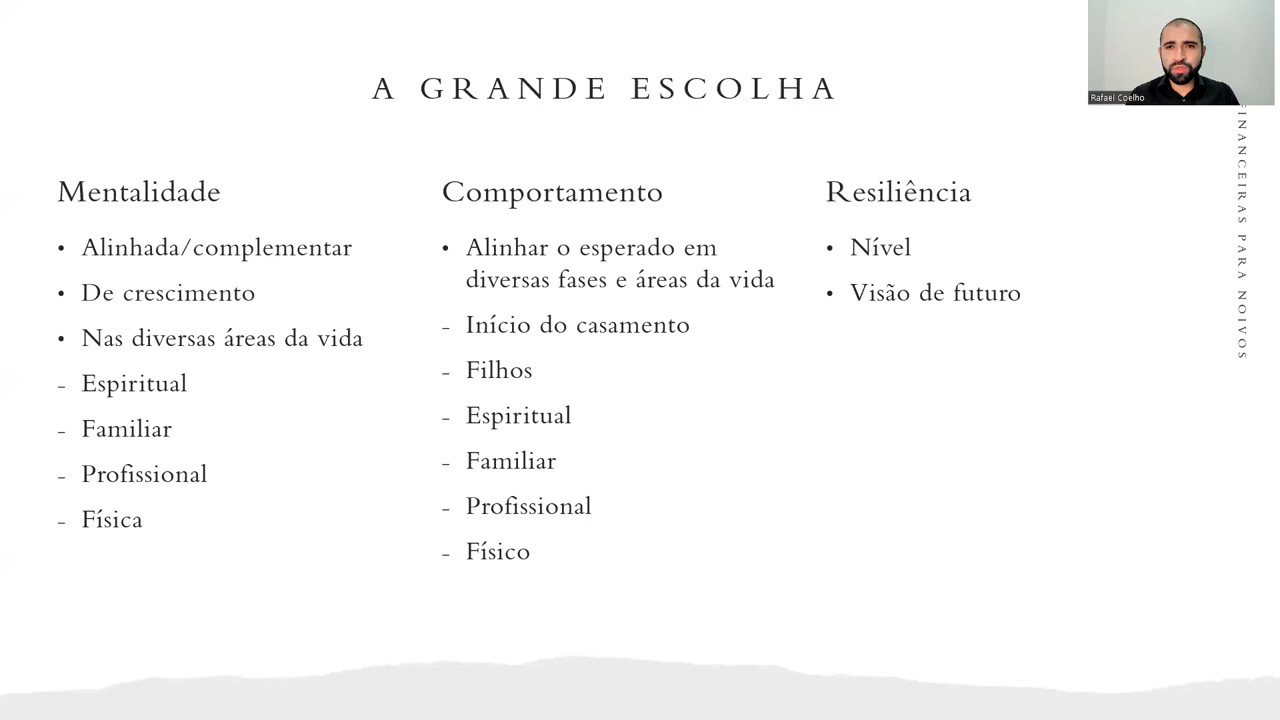 A GRANDE ESCOLHA
Rafael Coelho
Mentalidade
• Alinhada/complementar
• De crescimento
• Nas diversas áreas da vida
- Espiritual
- Familiar
- Profissional
- Física
Comportamento
• Alinhar o esperado em
diversas fases e áreas da vida
- Início do casamento
- Filhos
- Espiritual
- Familiar
- Profissional
- Físico
Resiliência
• Nível
• Visão de futuro
INANCEIRAS PARA NOIVOS